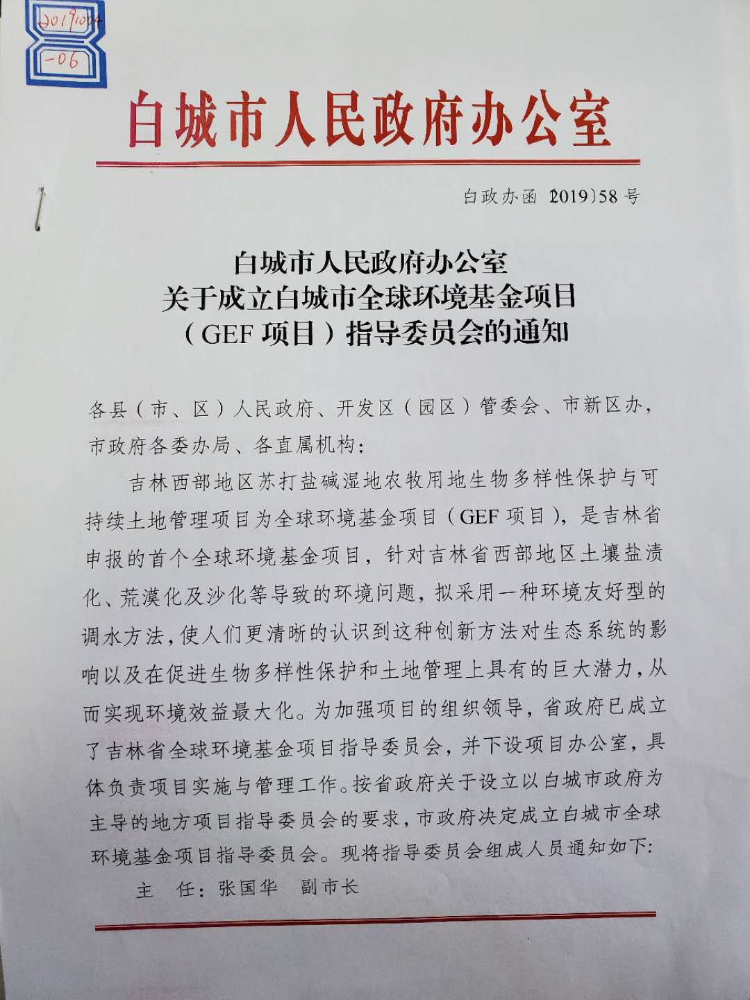 20191004
-06
白城市人民政府办公室
白政办函〔2019〕58号
白城市人民政府办公室
关于成立白城市全球环境基金项目
（GEF 项目）指导委员会的通知
各县（市、区）人民政府、开发区（园区）管委会、市新区办，
市政府各委办局、各直属机构：
吉林西部地区苏打盐碱湿地农牧用地生物多样性保护与可
持续土地管理项目为全球环境基金项目（GEF 项目），是吉林省
申报的首个全球环境基金项目，针对吉林省西部地区土壤盐渍
化、荒漠化及沙化等导致的环境问题，拟采用一种环境友好型的
调水方法，使人们更清晰的认识到这种创新方法对生态系统的影
响以及在促进生物多样性保护和土地管理上具有的巨大潜力，从
而实现环境效益最大化。为加强项目的组织领导，省政府已成立
了吉林省全球环境基金项目指导委员会，并下设项目办公室，具
体负责项目实施与管理工作。按省政府关于设立以白城市政府为
主导的地方项目指导委员会的要求，市政府决定成立白城市全球
环境基金项目指导委员会。现将指导委员会组成人员通知如下：
主　任：张国华　副市长